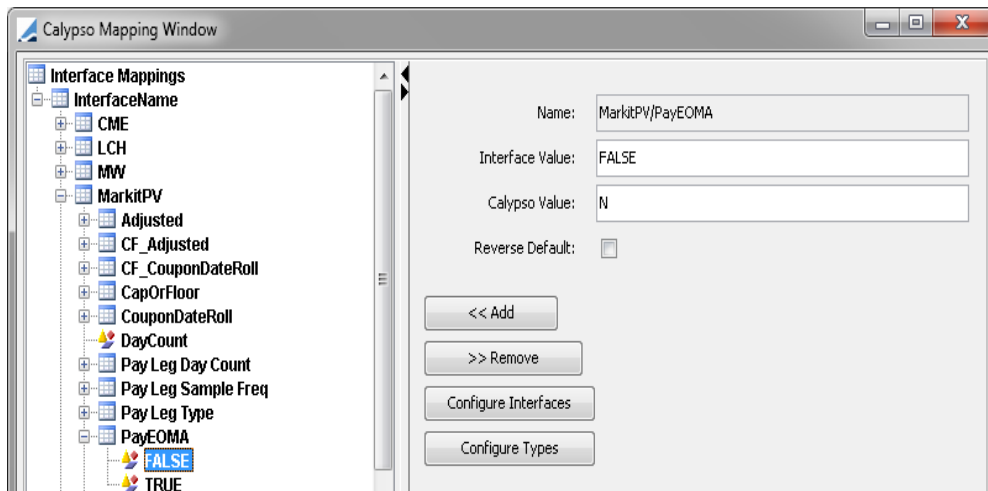 Calypso Mapping Window
X
Interface Mappings
InterfaceName
CME
LCH
MW
MarkitPV
Adjusted
CF_Adjusted
CF_CouponDateRoll
CapOrFloor
CouponDateRoll
DayCount
Pay Leg Day Count
Pay Leg Sample Freq
Pay Leg Type
PayEOMA
FALSE
TRUE
Name: MarkitPV/PayEOMA
Interface Value: FALSE
Calypso Value: N
Reverse Default:
<< Add
>> Remove
Configure Interfaces
Configure Types